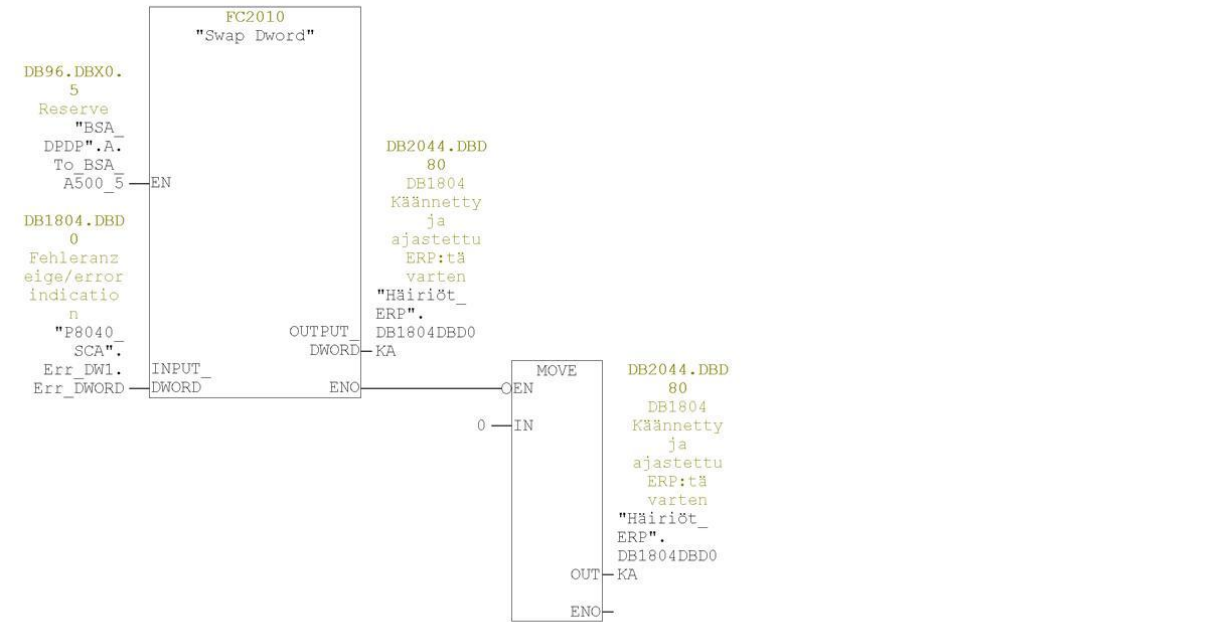 FC2010
"Swap Dword"
DB96.DBX0.
5
Reserve
"BSA_
DPDP".A.
To_BSA_
A500_5
EN
DB1804.DBD
0
Fehleranz
eige/error
indicatio
n
"P8040_
SCA".
Err_DW1.
Err_DWORD
INPUT_
DWORD
OUTPUT_
DWORD
ENO
DB2044.DBD
80
DB1804
Käännetty
ja
ajastettu
ERP:tä
varten
"Häiriöt_
ERP".
DB1804DBD0
KA
MOVE
EN
0
IN
OUT
ENO
DB2044.DBD
80
DB1804
Käännetty
ja
ajastettu
ERP:tä
varten
"Häiriöt_
ERP".
DB1804DBD0
KA